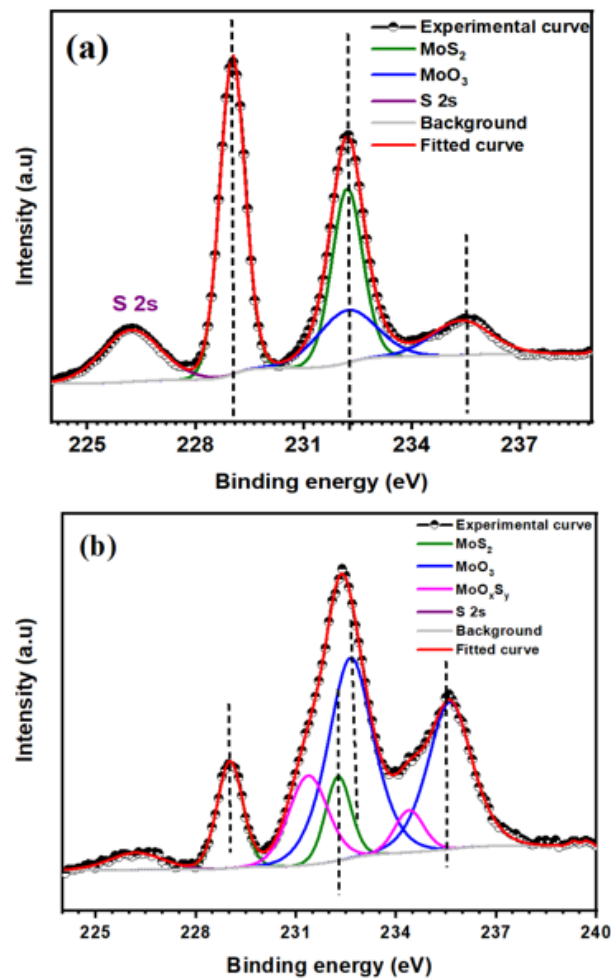 (a)
Experimental curve
MoS₂
MoO₃
S 2s
Background
Fitted curve
S 2s
Intensity (a.u)
225 228 231 234 237
Binding energy (eV)
(b)
Experimental curve
MoS₂
MoO₃
MoOₓSᵧ
S 2s
Background
Fitted curve
Intensity (a.u)
225 228 231 234 237 240
Binding energy (eV)